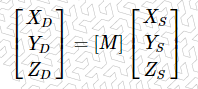 [X_D Y_D Z_D] = [M] [X_S Y_S Z_S]